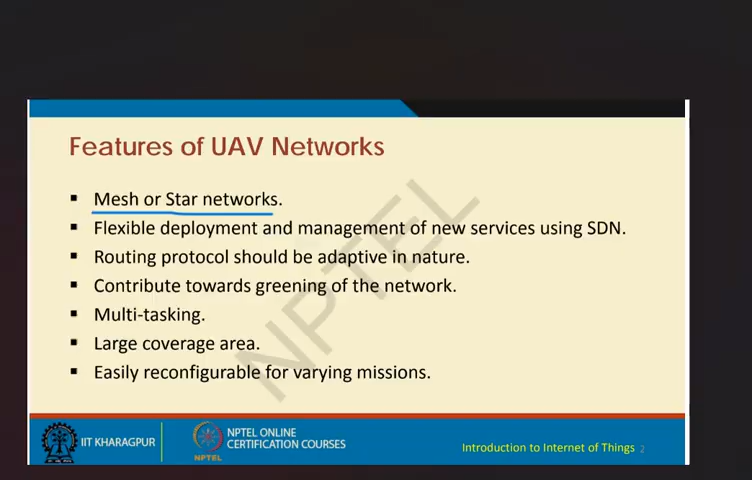 Features of UAV Networks
▪ Mesh or Star networks.
▪ Flexible deployment and management of new services using SDN.
▪ Routing protocol should be adaptive in nature.
▪ Contribute towards greening of the network.
▪ Multi-tasking.
▪ Large coverage area.
▪ Easily reconfigurable for varying missions.
NPTEL
IIT KHARAGPUR
NPTEL
NPTEL ONLINE
CERTIFICATION COURSES
Introduction to Internet of Things 2